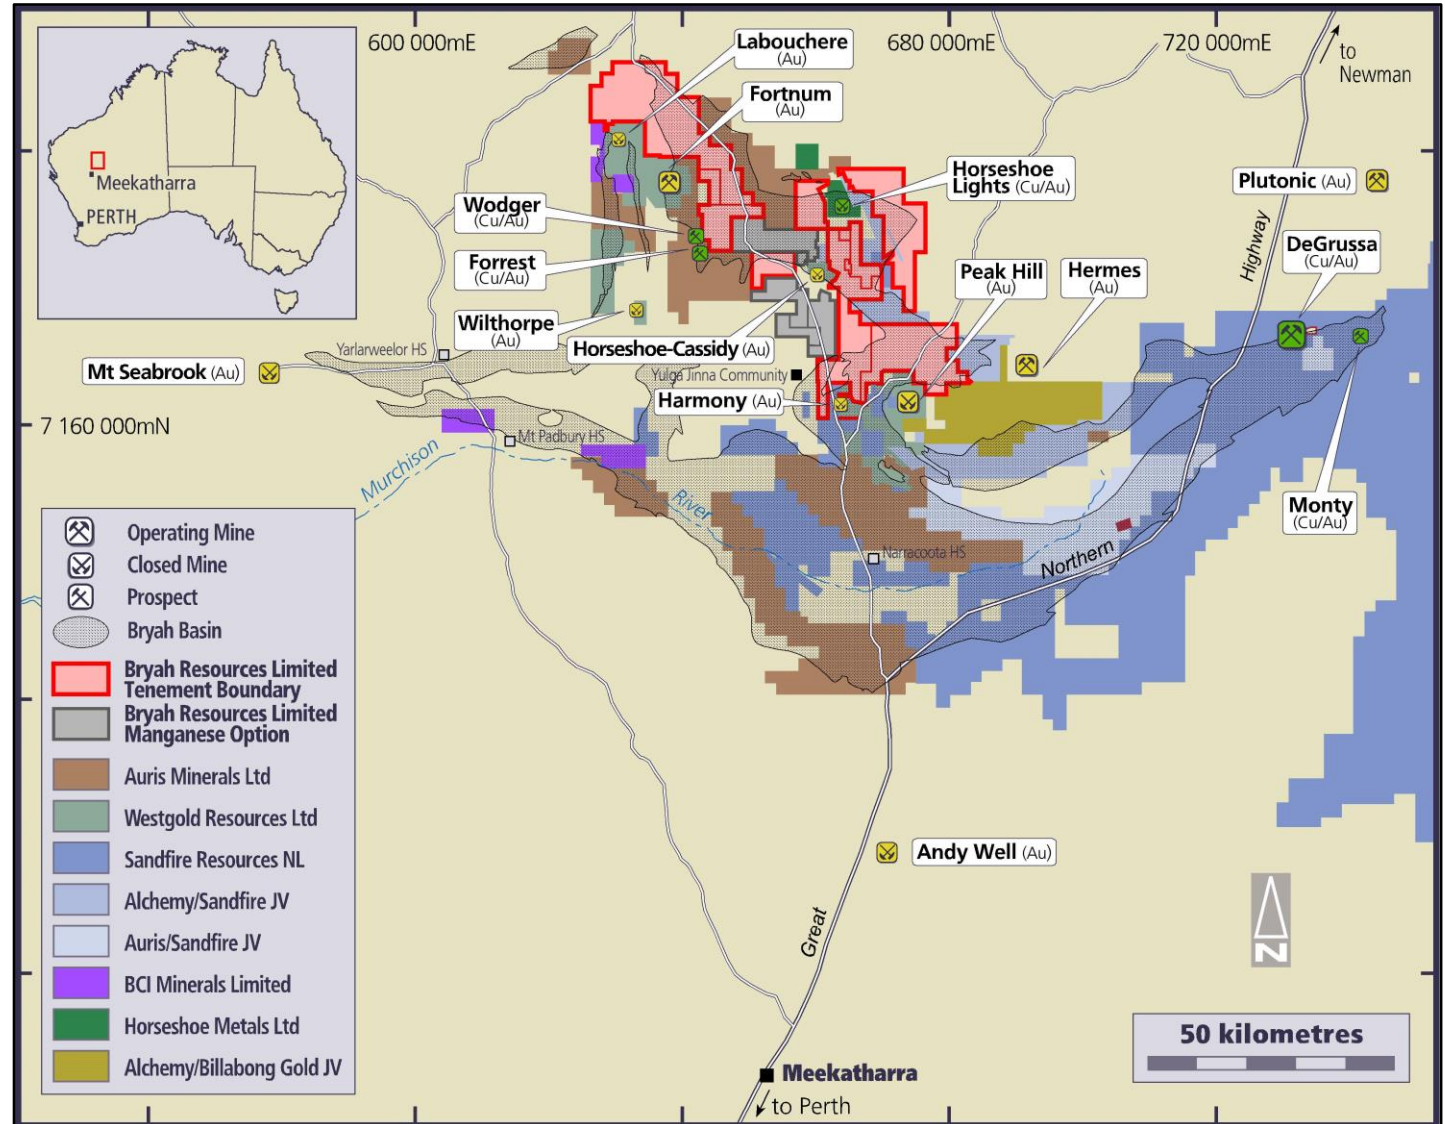 600 000mE
680 000mE
720 000mE
to
Newman
Labouchere
(Au)
Fortnum
(Au)
Horseshoe
Lights (Cu/Au)
Plutonic (Au)
Meekatharra
PERTH
Wodger
(Cu/Au)
Forrest
(Cu/Au)
Highway
DeGrussa
(Cu/Au)
Peak Hill
(Au)
Hermes
(Au)
Wilthorpe
(Au)
Horseshoe-Cassidy (Au)
Yarlarweelor HS
Mt Seabrook (Au)
Yulga Jinna Community
Harmony (Au)
7 160 000mN
Mt Padbury HS
Murchison
River
Monty
(Cu/Au)
Narracoota HS
Northern
Operating Mine
Closed Mine
Prospect
Bryah Basin
Bryah Resources Limited
Tenement Boundary
Bryah Resources Limited
Manganese Option
Auris Minerals Ltd
Westgold Resources Ltd
Sandfire Resources NL
Alchemy/Sandfire JV
Auris/Sandfire JV
BCI Minerals Limited
Horseshoe Metals Ltd
Alchemy/Billabong Gold JV
Andy Well (Au)
Great
N
50 kilometres
Meekatharra
to Perth